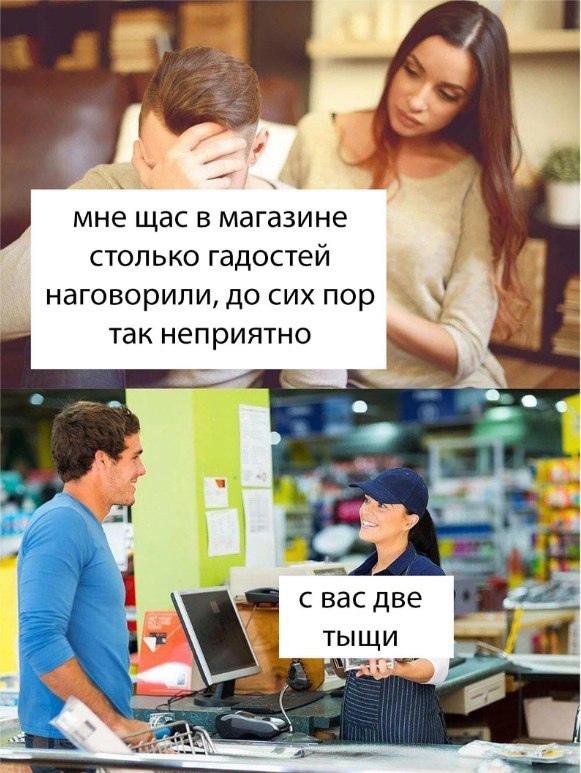 мне щас в магазине
столько гадостей
наговорили, до сих пор
так неприятно
с вас две
тыщи